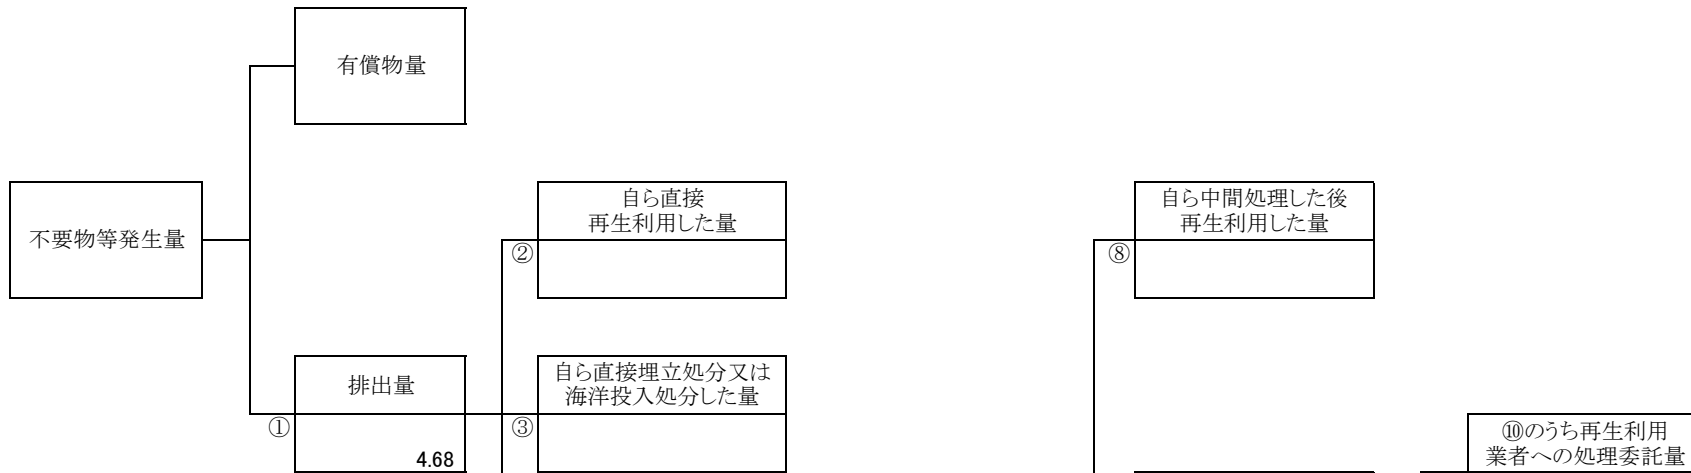 有償物量
自ら直接
再生利用した量
自ら中間処理した後
再生利用した量
不要物等発生量
②
⑧
排出量
自ら直接埋立処分又は
海洋投入処分した量
①
③
4.68
⑩のうち再生利用
業者への処理委託量